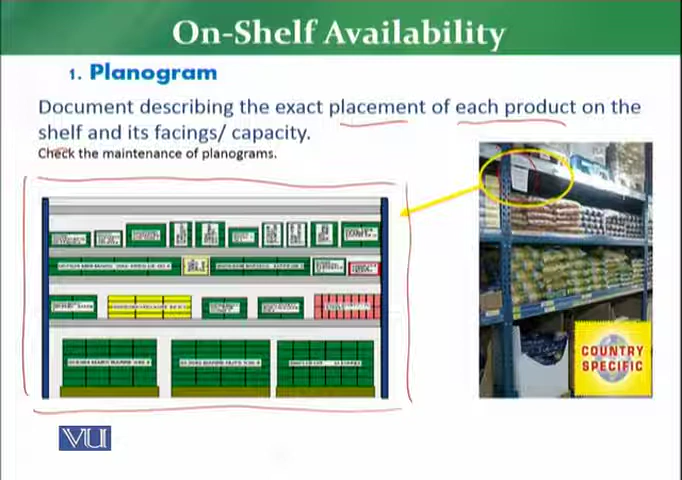 On-Shelf Availability
1. Planogram
Document describing the exact placement of each product on the
shelf and its facings/ capacity.
Check the maintenance of planograms.
COUNTRY
SPECIFIC
VU